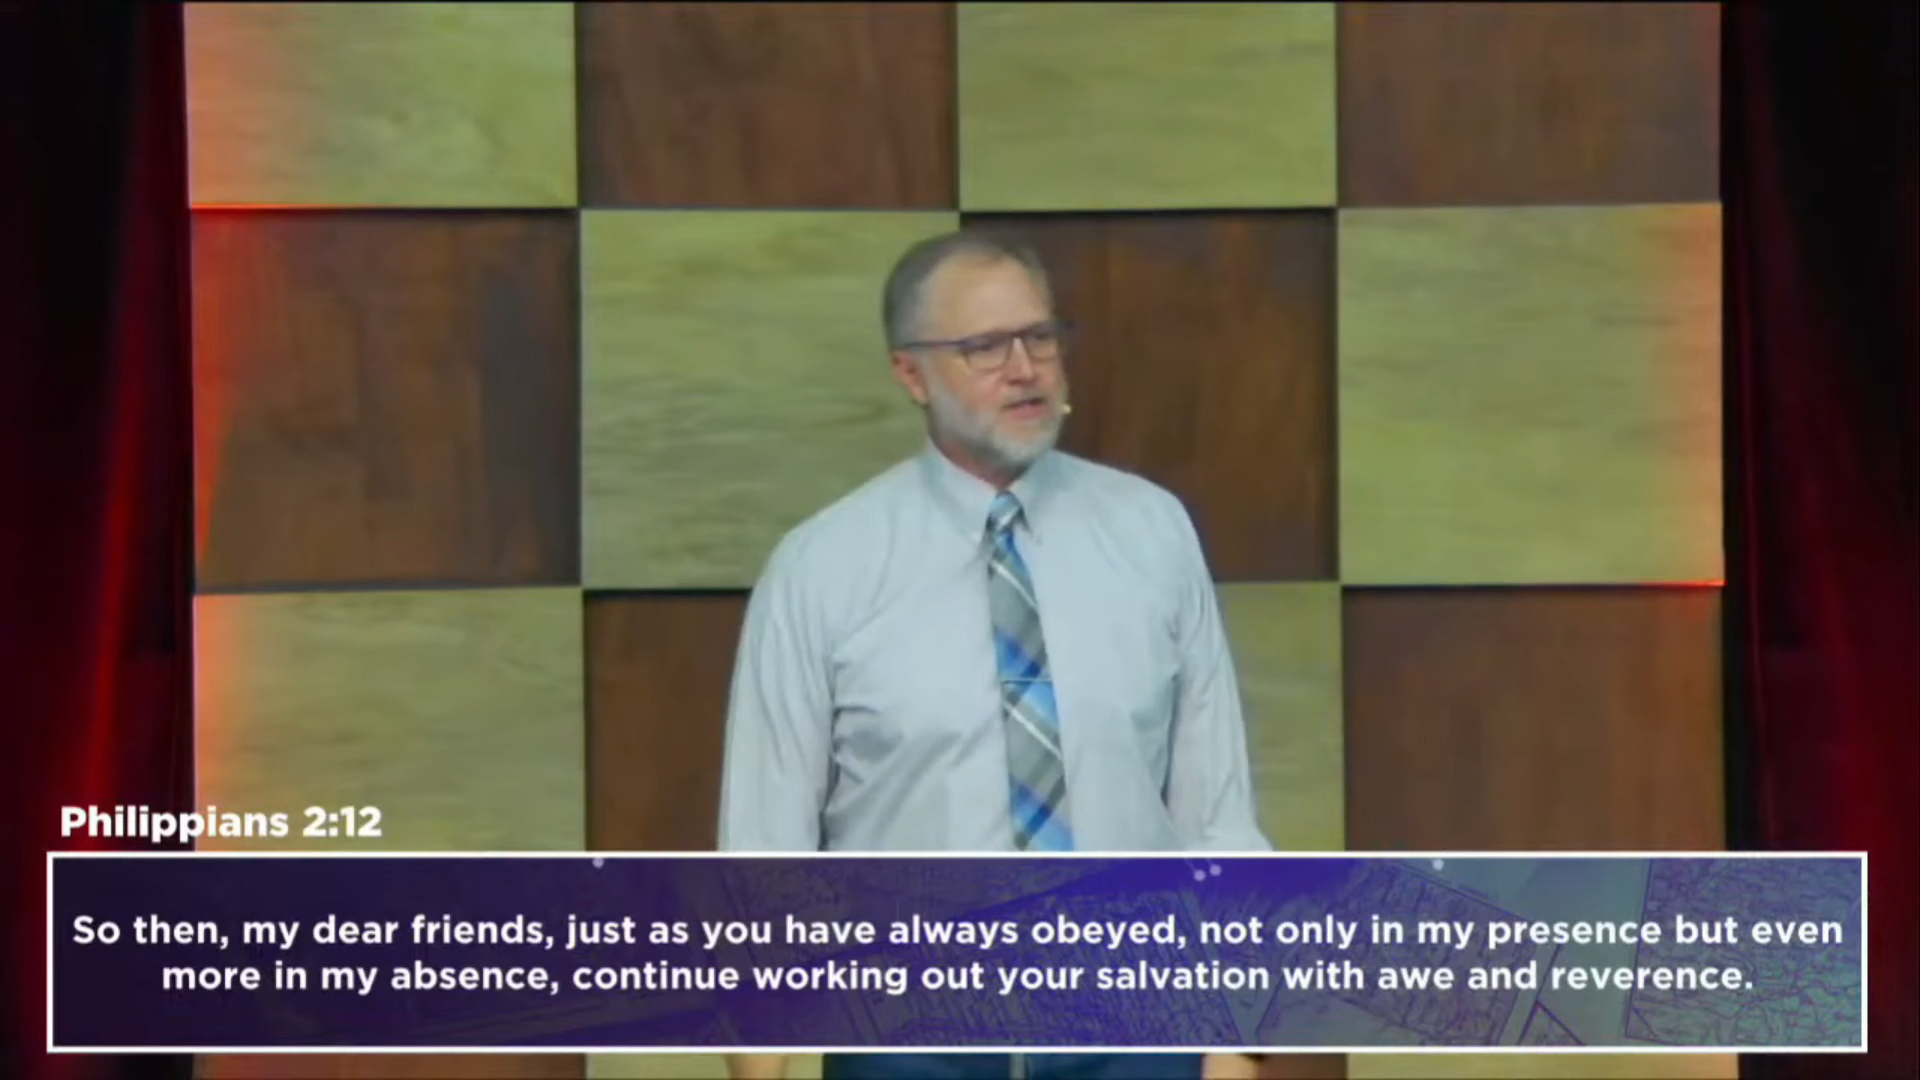 Philippians 2:12
So then, my dear friends, just as you have always obeyed, not only in my presence but even
more in my absence, continue working out your salvation with awe and reverence.